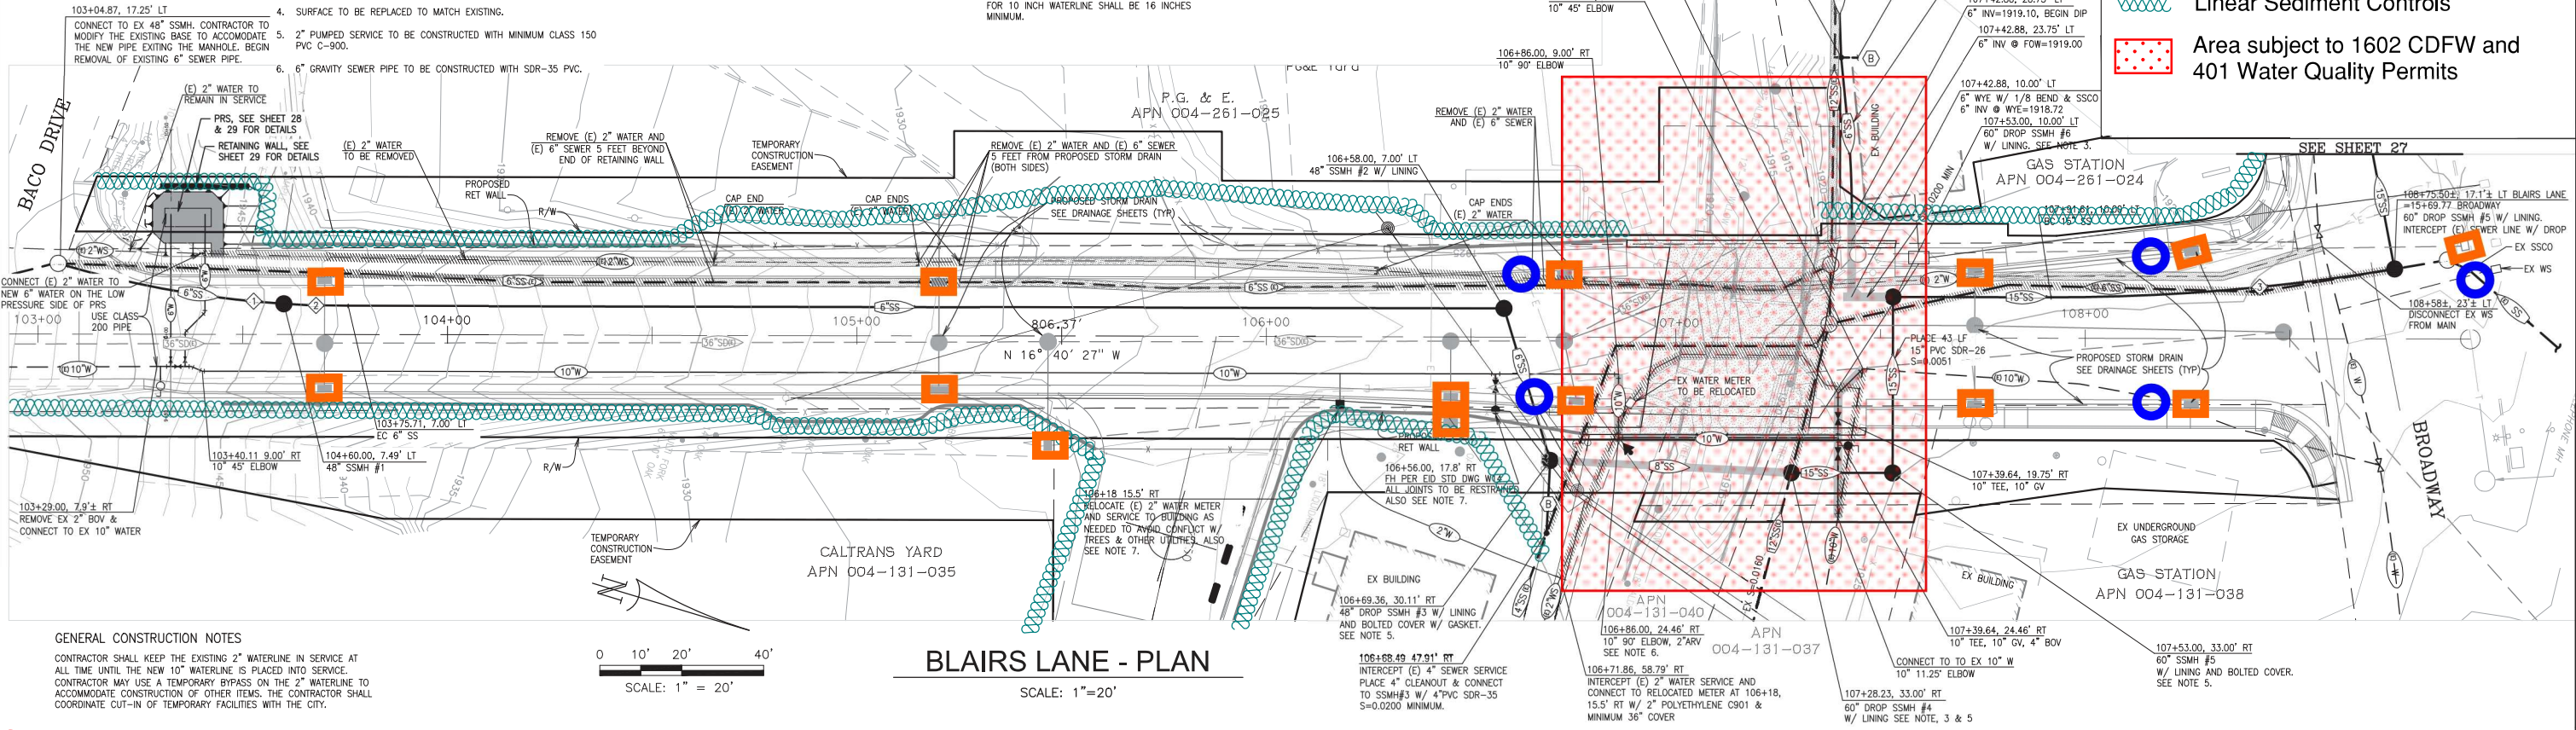 103+04.87, 17.25' LT
CONNECT TO EX 48" SSMH. CONTRACTOR TO
MODIFY THE EXISTING BASE TO ACCOMODATE
THE NEW PIPE EXITING THE MANHOLE. BEGIN
REMOVAL OF EXISTING 6" SEWER PIPE.
4. SURFACE TO BE REPLACED TO MATCH EXISTING.
5. 2" PUMPED SERVICE TO BE CONSTRUCTED WITH MINIMUM CLASS 150
PVC C-900.
6. 6" GRAVITY SEWER PIPE TO BE CONSTRUCTED WITH SDR-35 PVC.
FOR 10 INCH WATERLINE SHALL BE 16 INCHES
MINIMUM.
10" 45° ELBOW
106+86.00, 9.00' RT
10" 90° ELBOW
6" INV=1919.10, BEGIN DIP
107+42.88, 23.75' LT
6" INV @ FOW=1919.00
107+42.88, 10.00' LT
6" WYE W/ 1/8 BEND & SSCO
6" INV @ WYE=1918.72
107+53.00, 10.00' LT
60" DROP SSMH #6
W/ LINING. SEE NOTE 3.
Linear Sediment Controls
Area subject to 1602 CDFW and
401 Water Quality Permits
BACO DRIVE
(E) 2" WATER TO
REMAIN IN SERVICE
PRS, SEE SHEET 28
& 29 FOR DETAILS
RETAINING WALL, SEE
SHEET 29 FOR DETAILS
(E) 2" WATER
TO BE REMOVED
REMOVE (E) 2" WATER AND
(E) 6" SEWER 5 FEET BEYOND
END OF RETAINING WALL
PROPOSED
RET WALL
R/W
TEMPORARY
CONSTRUCTION
EASEMENT
CAP END
CAP ENDS
REMOVE (E) 2" WATER AND (E) 6" SEWER
5 FEET FROM PROPOSED STORM DRAIN
(BOTH SIDES)
PROPOSED STORM DRAIN
SEE DRAINAGE SHEETS (TYP)
PG&E Yard
P.G. & E.
APN 004-261-025
REMOVE (E) 2" WATER
AND (E) 6" SEWER
106+58.00, 7.00' LT
48" SSMH #2 W/ LINING
CAP ENDS
(E) 2" WATER
EX BUILDING
GAS STATION
APN 004-261-024
SEE SHEET 27
108+75.50±, 17.1'± LT BLAIRS LANE
=15+69.77 BROADWAY
60" DROP SSMH #5 W/ LINING.
INTERCEPT (E) SEWER LINE W/ DROP
EX SSCO
EX WS
108+58±, 23'± LT
DISCONNECT EX WS
FROM MAIN
CONNECT (E) 2" WATER TO
NEW 6" WATER ON THE LOW
PRESSURE SIDE OF PRS
USE CLASS
200 PIPE
103+00
104+00
105+00
106+00
107+00
108+00
806.37'
N 16° 40' 27" W
PLACE 43 LF
15" PVC SDR-26
S=0.0051
EX WATER METER
TO BE RELOCATED
PROPOSED STORM DRAIN
SEE DRAINAGE SHEETS (TYP)
BROADWAY
103+75.71, 7.00' LT
EC 6" SS
103+40.11 9.00' RT
10" 45° ELBOW
104+60.00, 7.49' LT
48" SSMH #1
R/W
103+29.00, 7.9'± RT
REMOVE EX 2" BOV &
CONNECT TO EX 10" WATER
TEMPORARY
CONSTRUCTION
EASEMENT
CALTRANS YARD
APN 004-131-035
106+18 15.5' RT
RELOCATE (E) 2" WATER METER
AND SERVICE TO BUILDING AS
NEEDED TO AVOID CONFLICT W/
TREES & OTHER UTILITIES. ALSO
SEE NOTE 7.
RET WALL
106+56.00, 17.8' RT
FH PER EID STD DWG
ALL JOINTS TO BE RESTRAINED
ALSO SEE NOTE 7.
EX BUILDING
106+69.36, 30.11' RT
48" DROP SSMH #3 W/ LINING
AND BOLTED COVER W/ GASKET.
SEE NOTE 5.
106+68.49 47.91' RT
INTERCEPT (E) 4" SEWER SERVICE
PLACE 4" CLEANOUT & CONNECT
TO SSMH#3 W/ 4"PVC SDR-35
S=0.0200 MINIMUM.
APN
004-131-040
106+86.00, 24.46' RT
10" 90° ELBOW, 2"ARV
SEE NOTE 6.
106+71.86, 58.79' RT
INTERCEPT (E) 2" WATER SERVICE AND
CONNECT TO RELOCATED METER AT 106+18,
15.5' RT W/ 2" POLYETHYLENE C901 &
MINIMUM 36" COVER
APN
004-131-037
EX S=0.0160
107+39.64, 19.75' RT
10" TEE, 10" GV
107+39.64, 24.46' RT
10" TEE, 10" GV, 4" BOV
CONNECT TO TO EX 10" W
10" 11.25° ELBOW
107+28.23, 33.00' RT
60" DROP SSMH #4
W/ LINING SEE NOTE, 3 & 5
EX UNDERGROUND
GAS STORAGE
EX BUILDING
GAS STATION
APN 004-131-038
107+53.00, 33.00' RT
60" SSMH #5
W/ LINING AND BOLTED COVER.
SEE NOTE 5.
GENERAL CONSTRUCTION NOTES
CONTRACTOR SHALL KEEP THE EXISTING 2" WATERLINE IN SERVICE AT
ALL TIME UNTIL THE NEW 10" WATERLINE IS PLACED INTO SERVICE.
CONTRACTOR MAY USE A TEMPORARY BYPASS ON THE 2" WATERLINE TO
ACCOMMODATE CONSTRUCTION OF OTHER ITEMS. THE CONTRACTOR SHALL
COORDINATE CUT-IN OF TEMPORARY FACILITIES WITH THE CITY.
0 10' 20' 40'
SCALE: 1" = 20'
BLAIRS LANE - PLAN
SCALE: 1"=20'